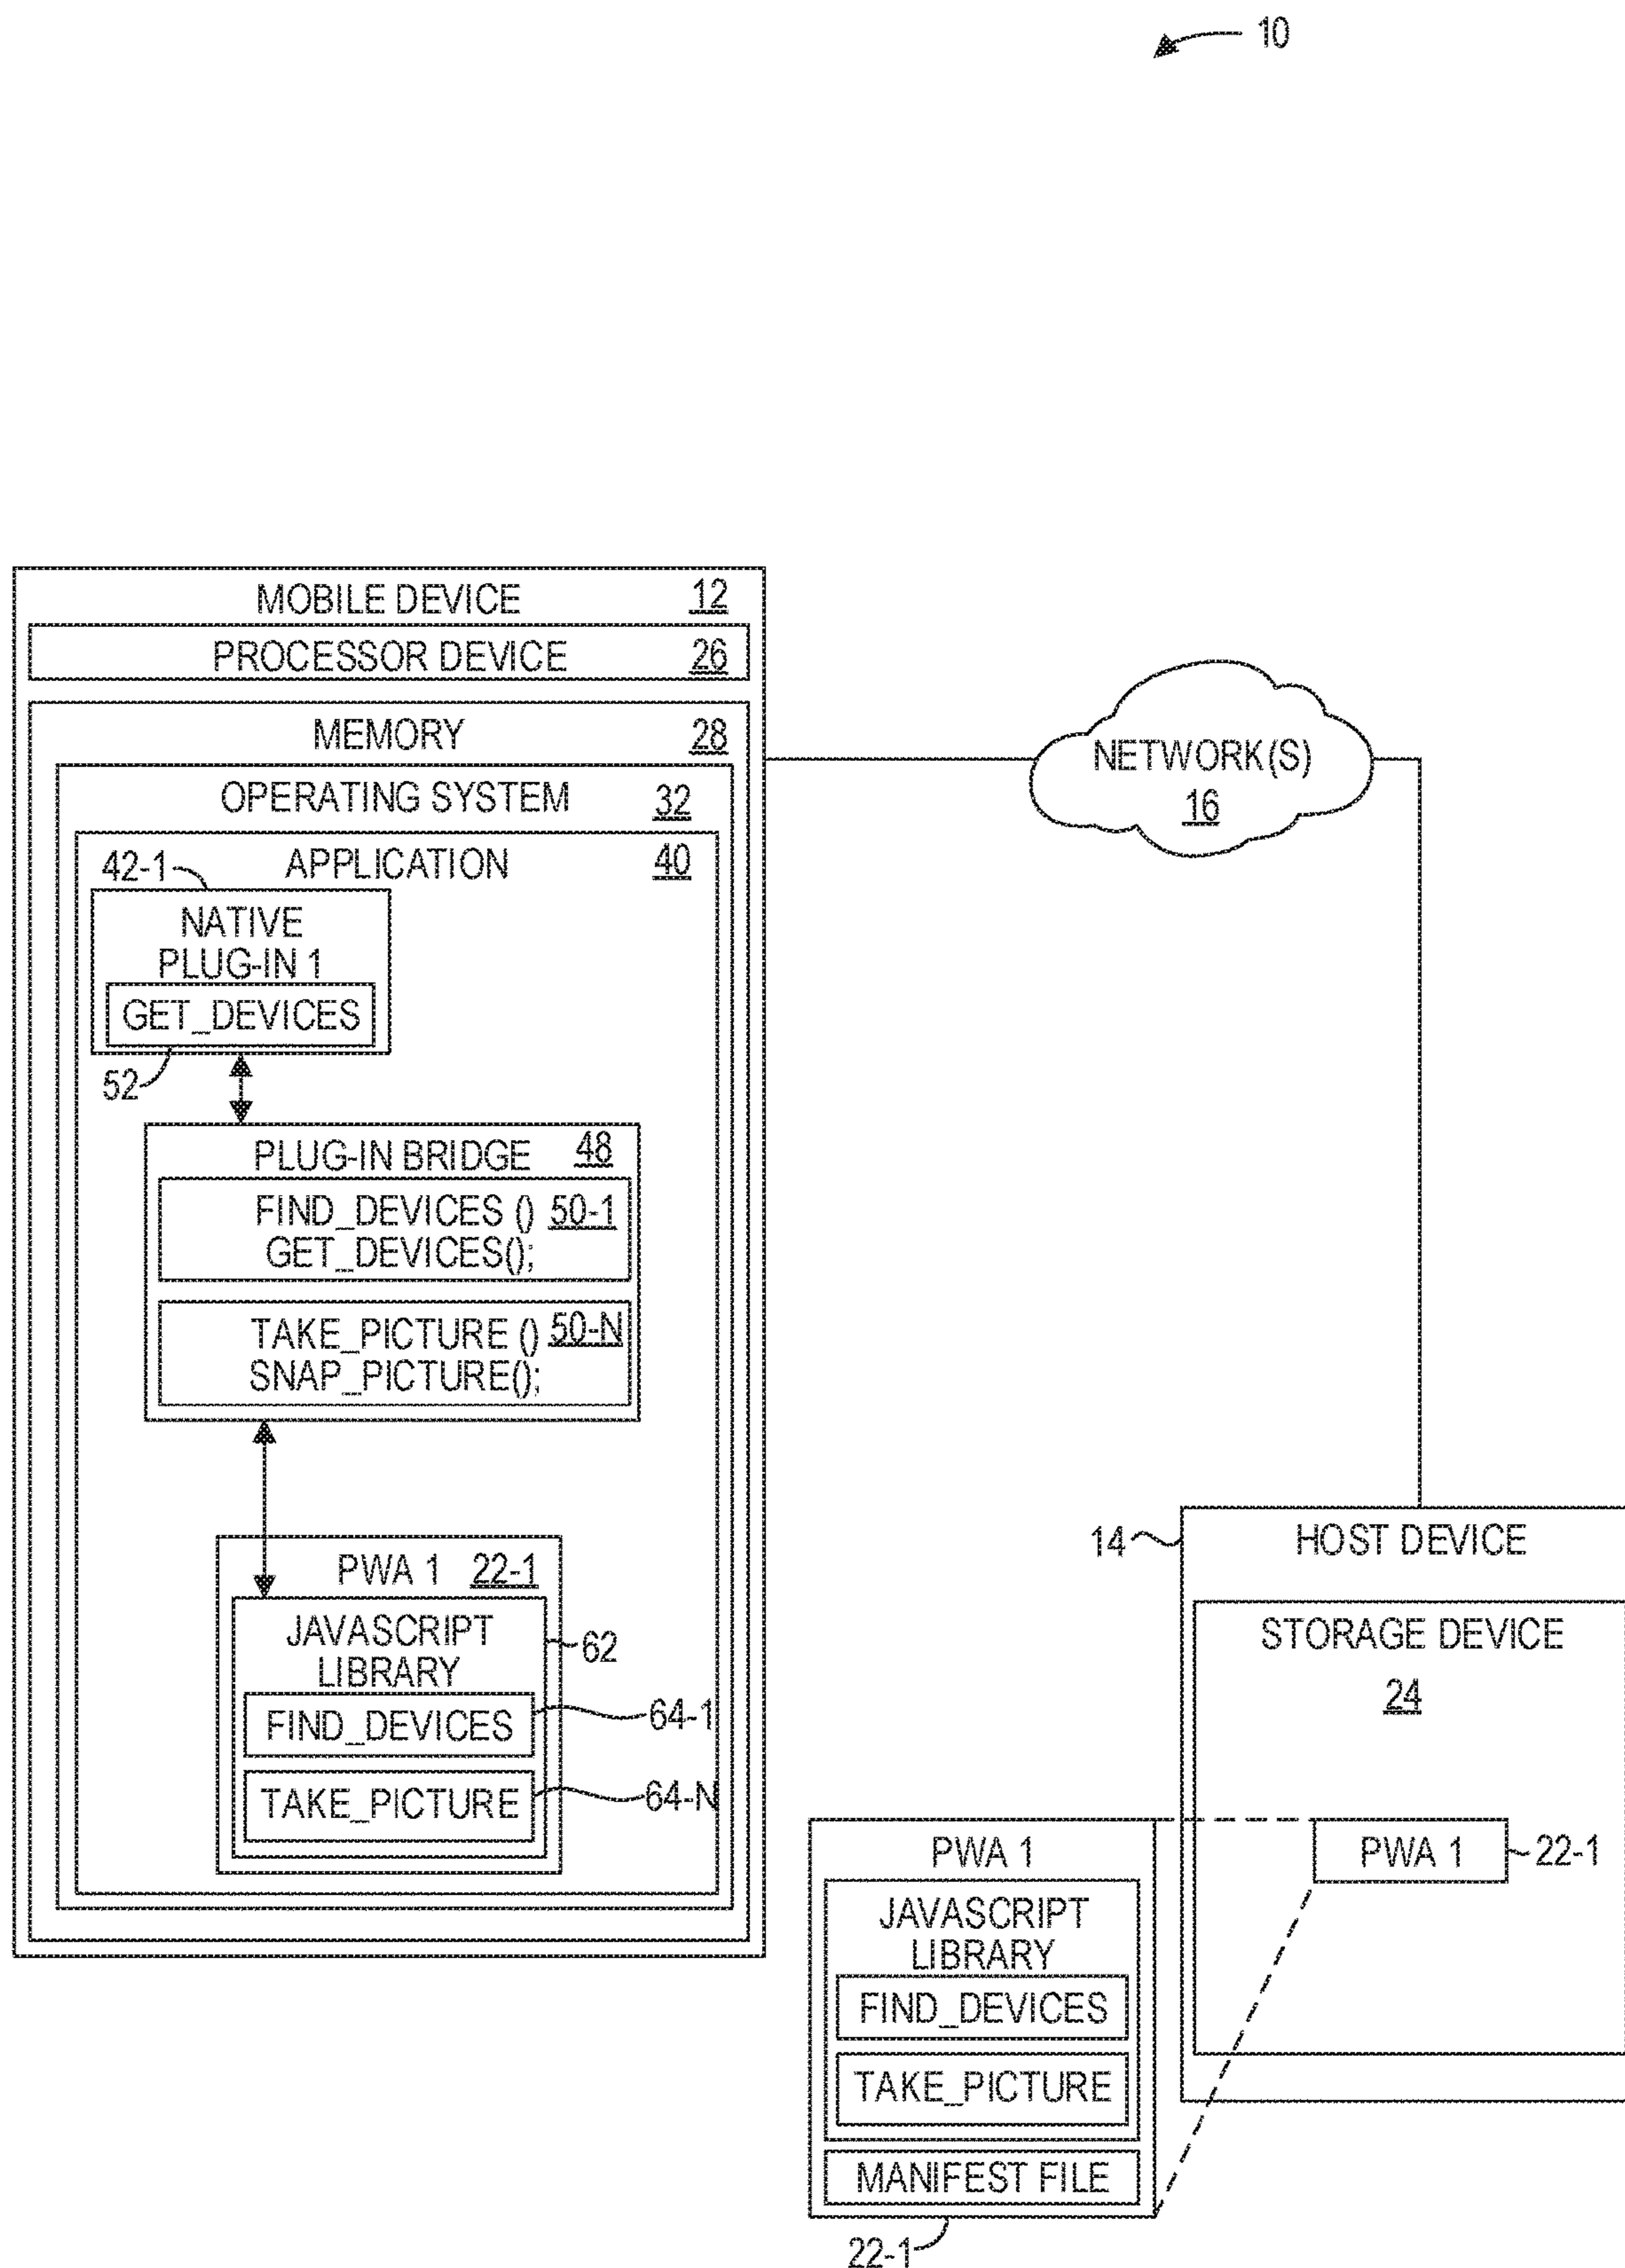 10
MOBILE DEVICE 12
PROCESSOR DEVICE 26
MEMORY 28
OPERATING SYSTEM 32
APPLICATION 40
42-1
NATIVE
PLUG-IN 1
GET_DEVICES
52
PLUG-IN BRIDGE 48
FIND_DEVICES () 50-1
GET_DEVICES();
TAKE_PICTURE () 50-N
SNAP_PICTURE();
PWA 1 22-1
JAVASCRIPT
LIBRARY
62
FIND_DEVICES
64-1
TAKE_PICTURE
64-N
NETWORK(S)
16
14
HOST DEVICE
STORAGE DEVICE
24
PWA 1
22-1
PWA 1
JAVASCRIPT
LIBRARY
FIND_DEVICES
TAKE_PICTURE
MANIFEST FILE
22-1